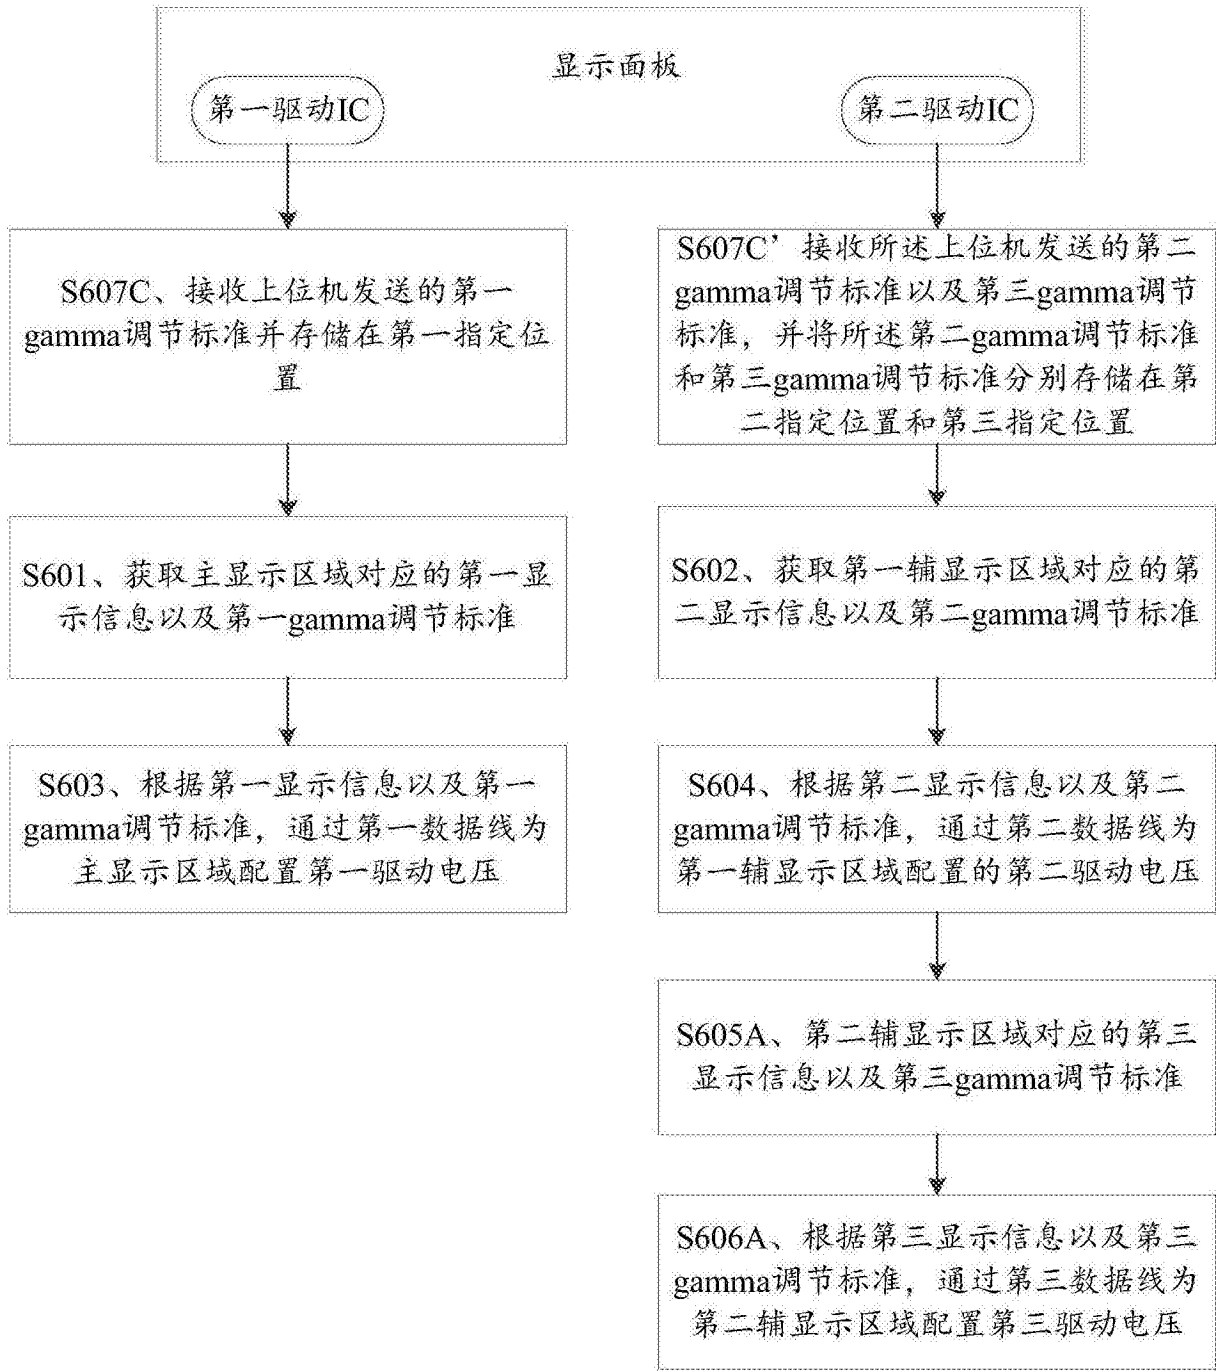 显示面板
第一驱动IC
第二驱动IC
S607C、接收上位机发送的第一
gamma调节标准并存储在第一指定位
置
S607C’接收所述上位机发送的第二
gamma调节标准以及第三gamma调节
标准，并将所述第二gamma调节标准
和第三gamma调节标准分别存储在第
二指定位置和第三指定位置
S601、获取主显示区域对应的第一显
示信息以及第一gamma调节标准
S602、获取第一辅显示区域对应的第
二显示信息以及第二gamma调节标准
S603、根据第一显示信息以及第一
gamma调节标准，通过第一数据线为
主显示区域配置第一驱动电压
S604、根据第二显示信息以及第二
gamma调节标准，通过第二数据线为
第一辅显示区域配置的第二驱动电压
S605A、第二辅显示区域对应的第三
显示信息以及第三gamma调节标准
S606A、根据第三显示信息以及第三
gamma调节标准，通过第三数据线为
第二辅显示区域配置第三驱动电压